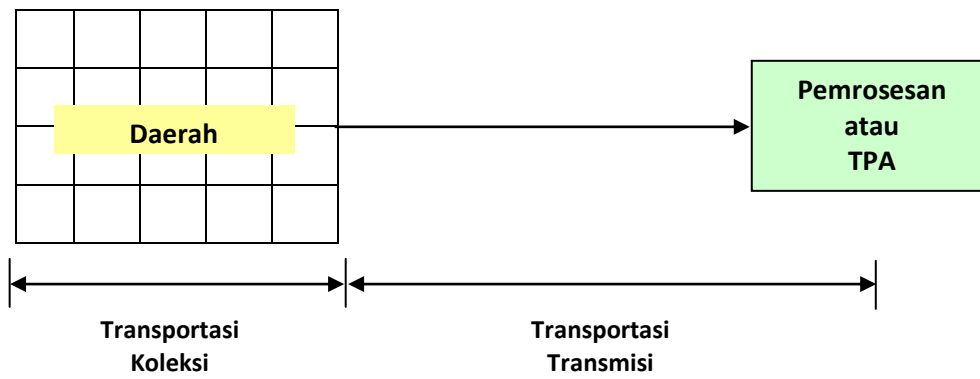 Daerah
Pemrosesan
atau
TPA
Transportasi
Koleksi
Transportasi
Transmisi